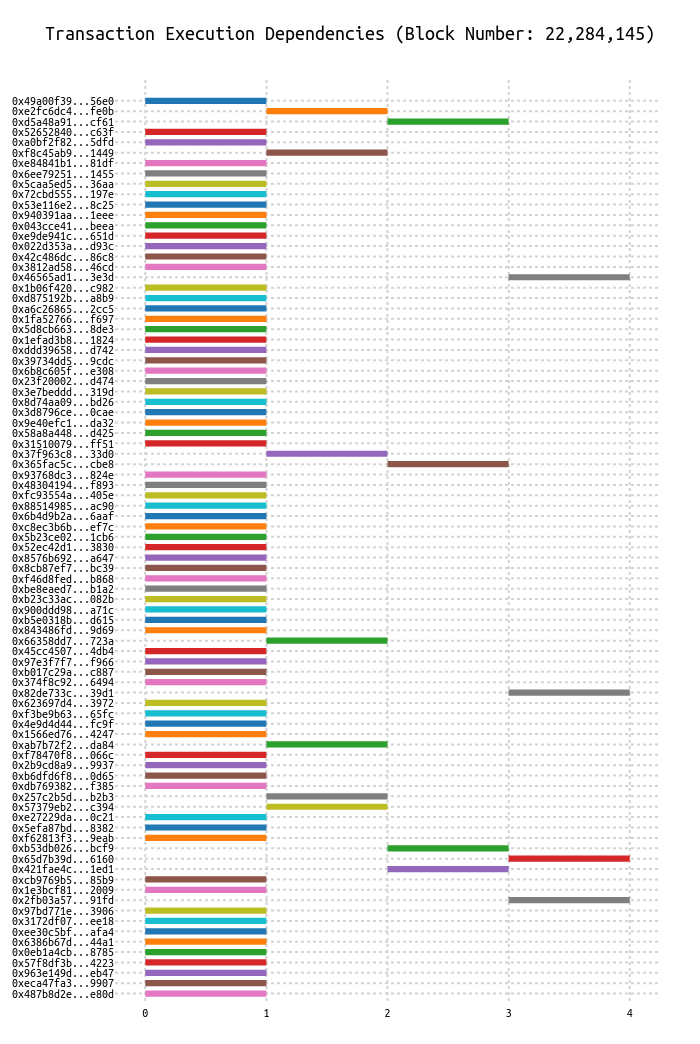 Transaction Execution Dependencies (Block Number: 22,284,145)
0x49a00f39...56e0
0xe2fc6dc4...fe0b
0xd5a48a91...cf61
0x52652840...c63f
0xa0bf2f82...5dfd
0xf8c45ab9...1449
0xe84841b1...81df
0x6ee79251...1455
0x5caa5ed5...36aa
0x72cbd555...197e
0x53e116e2...8c25
0x940391aa...1eee
0x043cce41...beea
0xe9de941c...651d
0x022d353a...d93c
0x42c486dc...86c8
0x3812ad58...46cd
0x46565ad1...3e3d
0x1b06f420...c982
0xd875192b...a8b9
0xa6c26865...2cc5
0x1fa52766...f697
0x5d8cb663...8de3
0x1efad3b8...1824
0xddd39658...d742
0x39734dd5...9cdc
0x6b8c605f...e308
0x23f20002...d474
0x3e7beddd...319d
0x8d74aa09...bd26
0x3d8796ce...0cae
0x9e40efc1...da32
0x58a8a448...d425
0x31510079...ff51
0x37f963c8...33d0
0x365fac5c...cbe8
0x93768dc3...824e
0x48304194...f893
0xfc93554a...405e
0x88514985...ac90
0x6b4d9b2a...6aaf
0xc8ec3b6b...ef7c
0x5b23ce02...1cb6
0x52ec42d1...3830
0x8576b692...a647
0x8cb87ef7...bc39
0xf46d8fed...b868
0xbe8eaed7...b1a2
0xb23c33ac...082b
0x900ddd98...a71c
0xb5e0318b...d615
0x843486fd...9d69
0x66358dd7...723a
0x45cc4507...4db4
0x97e3f7f7...f966
0xb017c29a...c887
0x374f8c92...6494
0x82de733c...39d1
0x623697d4...3972
0xf3be9b63...65fc
0x4e9d4d44...fc9f
0x1566ed76...4247
0xab7b72f2...da84
0xf78470f8...066c
0x2b9cd8a9...9937
0xb6dfd6f8...0d65
0xdb769382...f385
0x257c2b5d...b2b3
0x57379eb2...c394
0xe27229da...0c21
0x5efa87bd...8382
0xf62813f3...9eab
0xb53db026...bcf9
0x65d7b39d...6160
0x421fae4c...1ed1
0xcb9769b5...85b9
0x1e3bcf81...2009
0x2fb03a57...91fd
0x97bd771e...3906
0x3172df07...ee18
0xee30c5bf...afa4
0x6386b67d...44a1
0x0eb1a4cb...8785
0x57f8df3b...4223
0x963e149d...eb47
0xeca47fa3...9907
0x487b8d2e...e80d
0 1 2 3 4